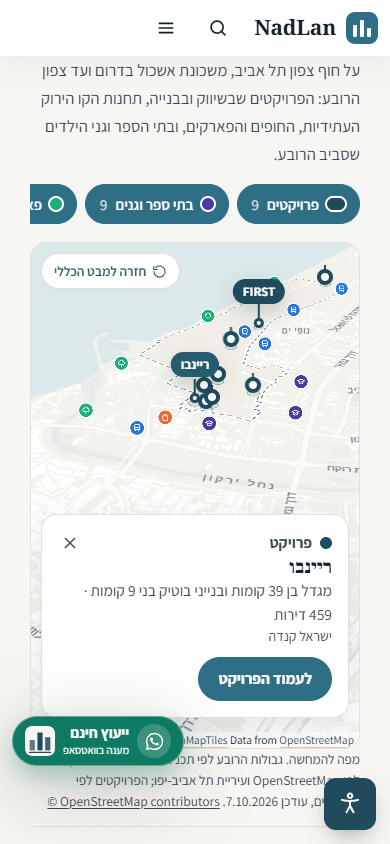 NadLan
על חוף צפון תל אביב, משכונת אשכול בדרום ועד צפון
הרובע: הפרויקטים שבשיווק ובבנייה, תחנות הקו הירוק
העתידיות, החופים והפארקים, ובתי הספר וגני הילדים
שסביב הרובע.
פרויקטים 9
בתי ספר וגנים 9
חזרה למבט הכללי
FIRST
נופי ים
ריינבו
נחל ירקון
פרויקט
ריינבו
מגדל בן 39 קומות ובנייני בוטיק בני 9 קומות ·
459 דירות
ישראל קנדה
לעמוד הפרויקט
Data from OpenStreetMap
ייעוץ חינם
מענה בוואטסאפ
מפה להמחשה. גבולות הרובע לפי
ועיריית תל אביב-יפו; הפרויקטים לפי
עודכן 7.10.2026. © OpenStreetMap contributors